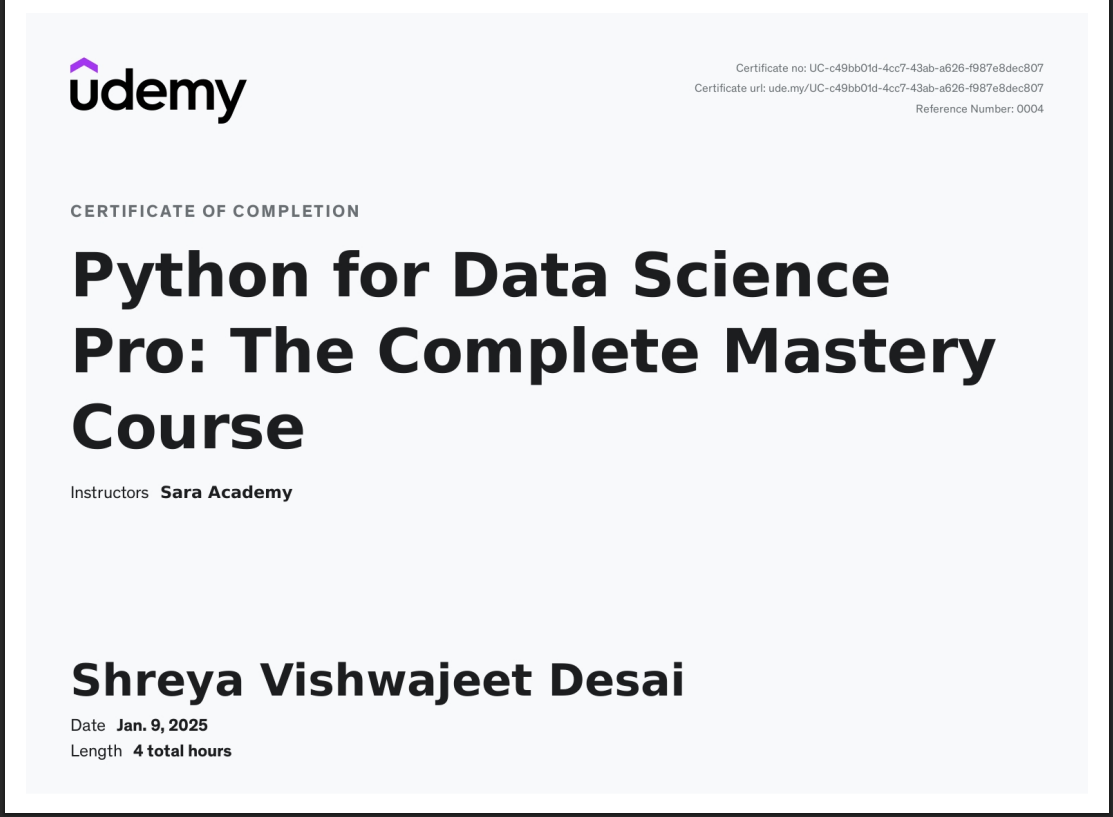 udemy
Certificate no: UC-c49bb01d-4cc7-43ab-a626-f987e8dec807
Certificate url: ude.my/UC-c49bb01d-4cc7-43ab-a626-f987e8dec807
Reference Number: 0004
CERTIFICATE OF COMPLETION
Python for Data Science
Pro: The Complete Mastery
Course
Instructors Sara Academy
Shreya Vishwajeet Desai
Date Jan. 9, 2025
Length 4 total hours